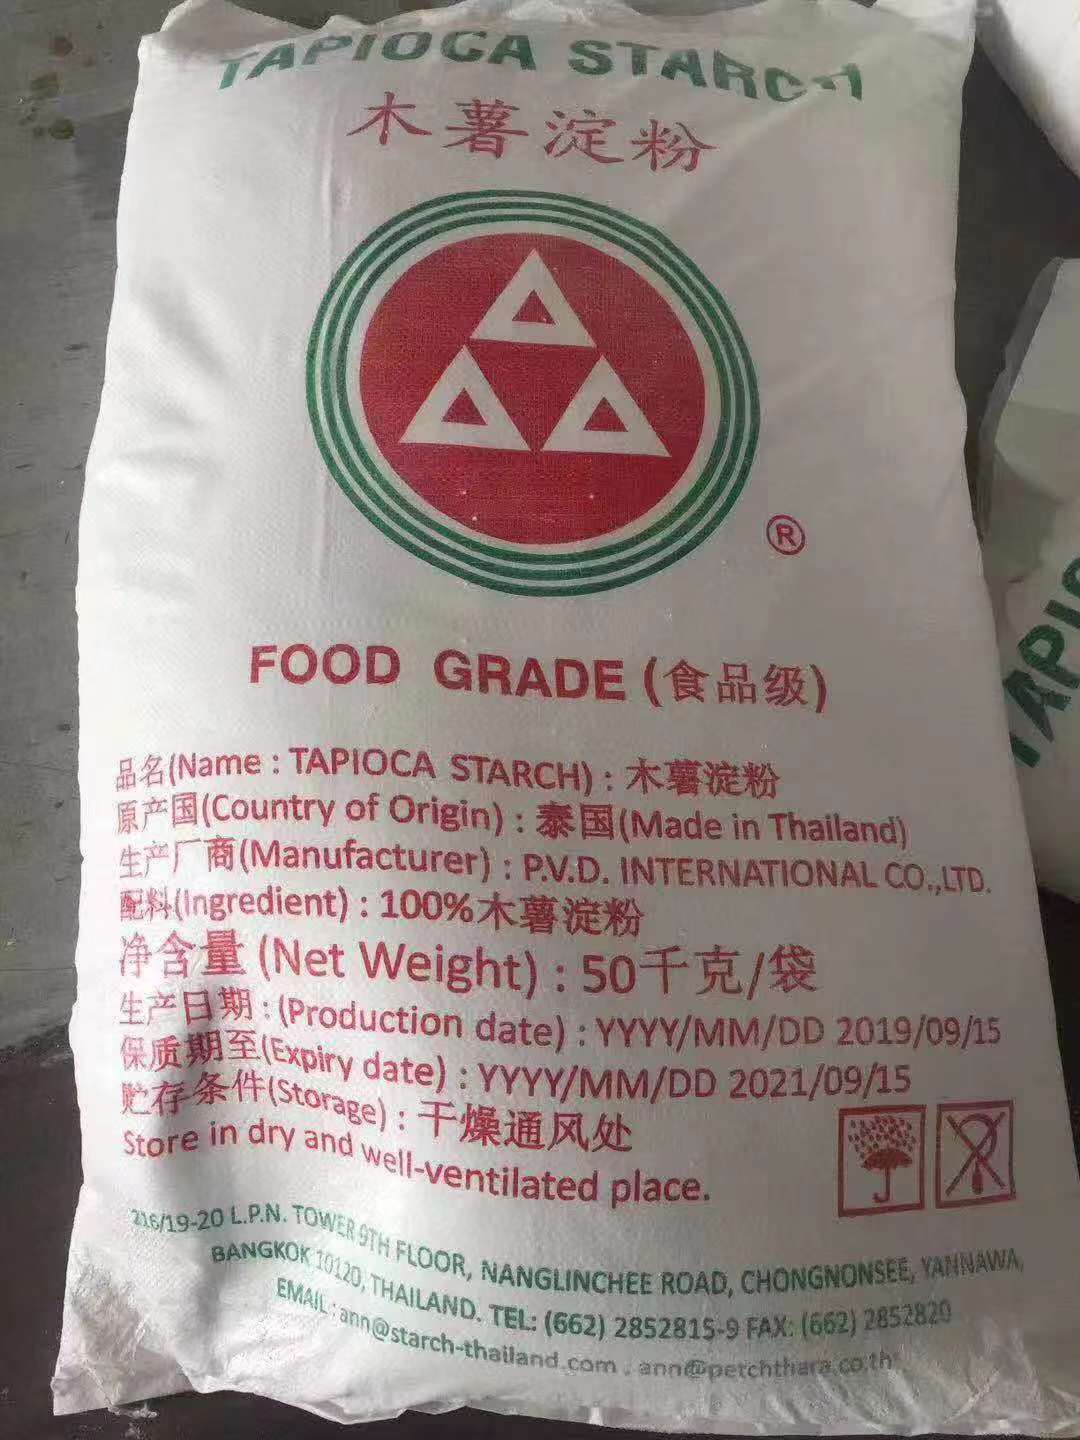 TAPIOCA STARCH
木薯淀粉
®
FOOD GRADE (食品级)
品名(Name : TAPIOCA STARCH) : 木薯淀粉
原产国(Country of Origin) : 泰国(Made in Thailand)
生产厂商(Manufacturer) : P.V.D. INTERNATIONAL CO.,LTD.
配料(Ingredient) : 100%木薯淀粉
净含量 (Net Weight) : 50千克/袋
生产日期 : (Production date) : YYYY/MM/DD 2019/09/15
保质期至(Expiry date) : YYYY/MM/DD 2021/09/15
贮存条件(Storage) : 干燥通风处
Store in dry and well-ventilated place.
216/19-20 L.P.N. TOWER 9TH FLOOR, NANGLINCHEE ROAD, CHONGNONSEE, YANNAWA,
BANGKOK 10120, THAILAND. TEL: (662) 2852815-9 FAX: (662) 2852820
EMAIL : ann@starch-thailand.com , ann@petchthara.co.th
TAPIO